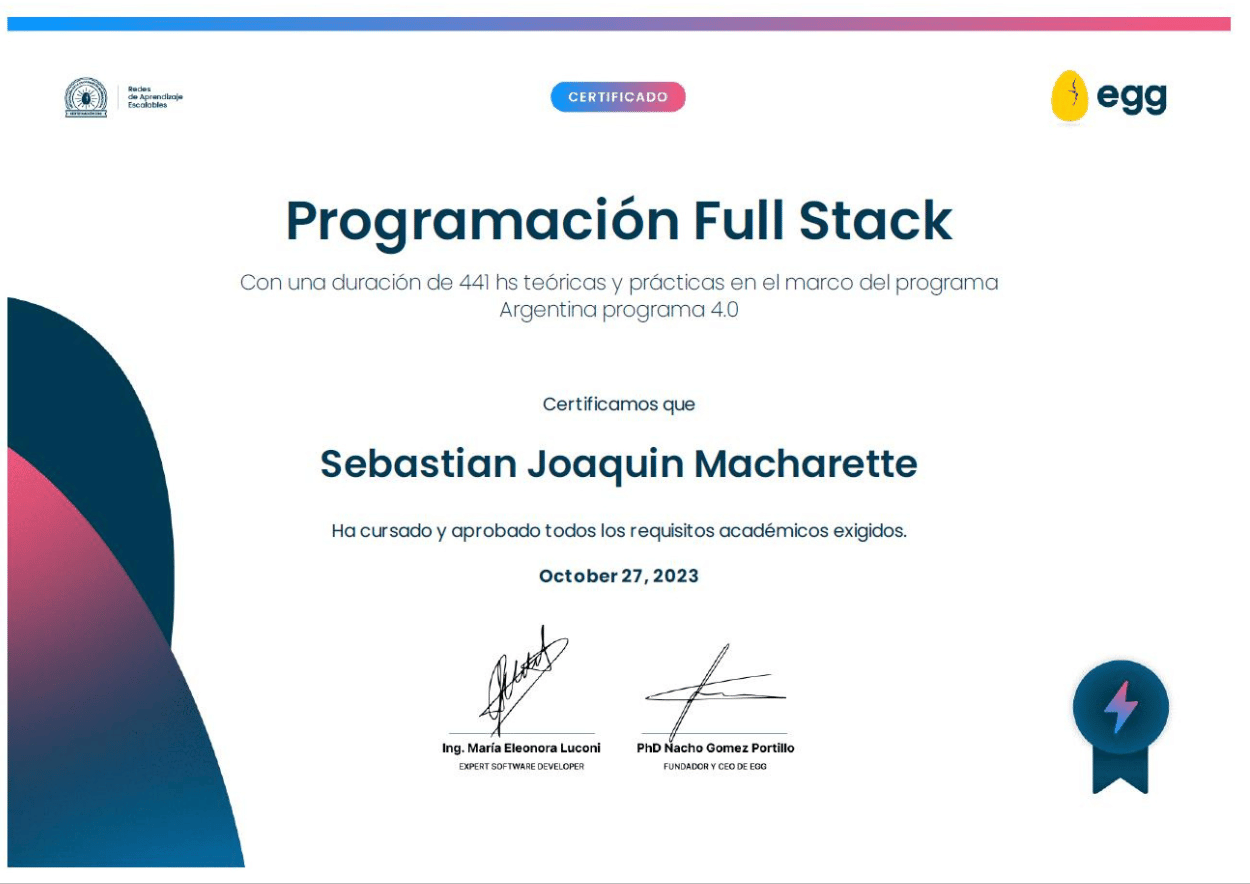 Redes
de Aprendizaje
Escalables
CERTIFICADO
egg
Programación Full Stack
Con una duración de 441 hs teóricas y prácticas en el marco del programa
Argentina programa 4.0
Certificamos que
Sebastian Joaquin Macharette
Ha cursado y aprobado todos los requisitos académicos exigidos.
October 27, 2023
Ing. María Eleonora Luconi
EXPERT SOFTWARE DEVELOPER
PhD Nacho Gomez Portillo
FUNDADOR Y CEO DE EGG